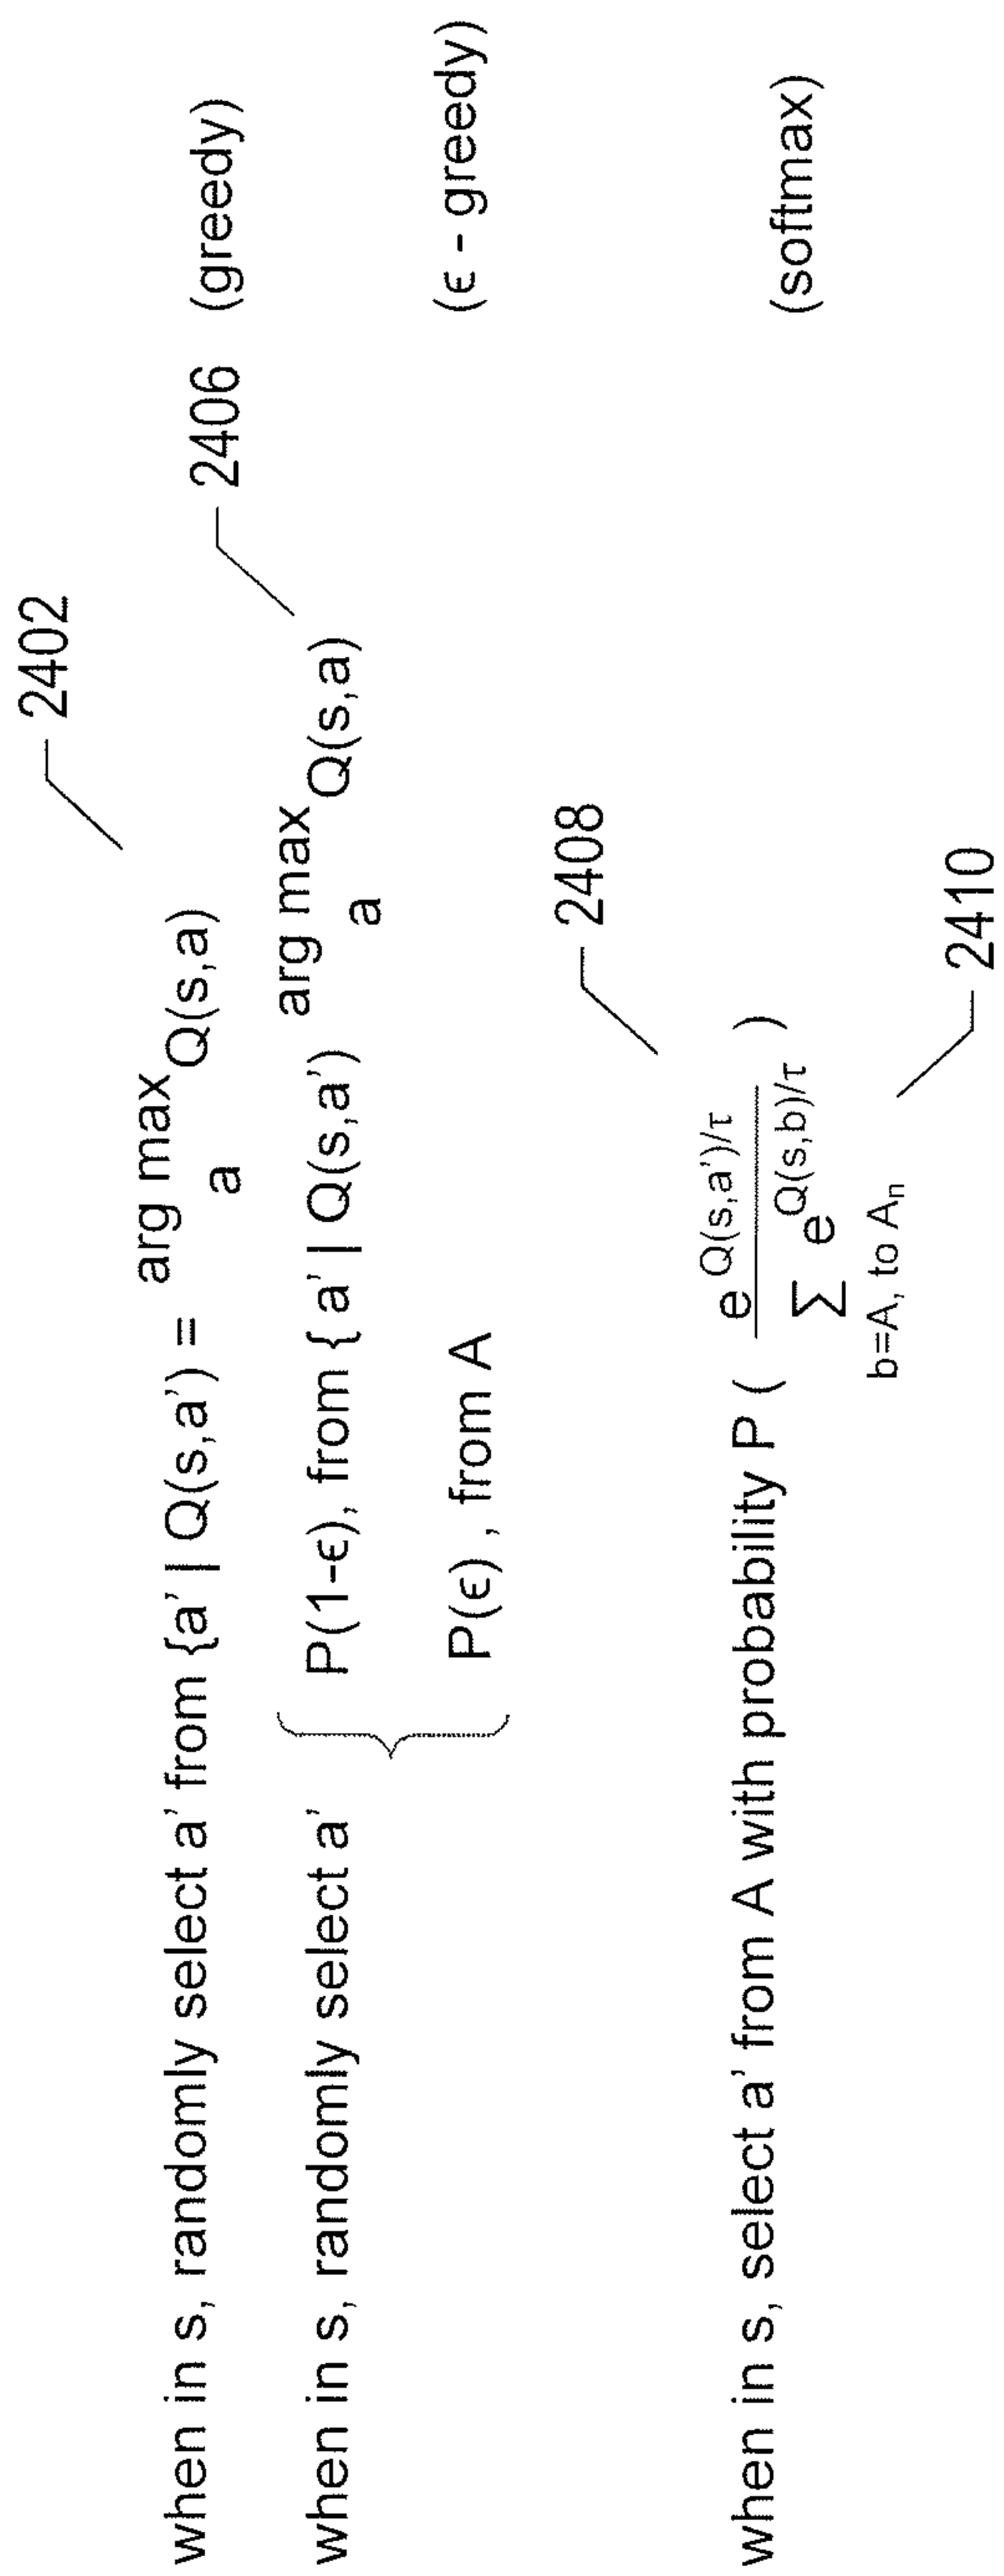 2402
when in s, randomly select a' from {a' | Q(s,a') = arg max Q(s,a)
a
2406 (greedy)
when in s, randomly select a' P(1-ϵ), from { a' | Q(s,a') arg max Q(s,a)
a
P(ϵ) , from A
(ϵ - greedy)
2408
e Q(s,a')/τ
when in s, select a' from A with probability P ( )
Σ e Q(s,b)/τ
b=A, to Aₙ
(softmax)
2410